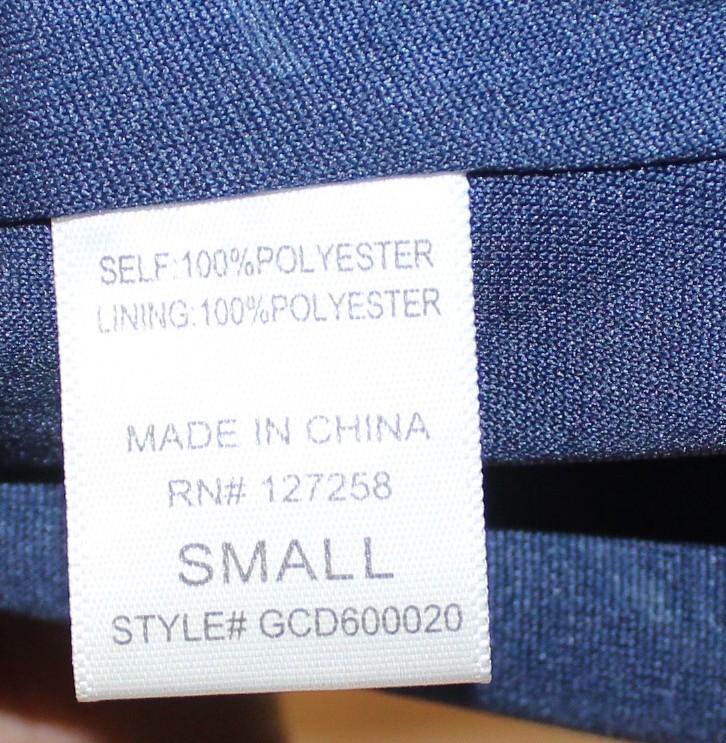 SELF:100%POLYESTER
LINING:100%POLYESTER
MADE IN CHINA
RN# 127258
SMALL
STYLE# GCD600020